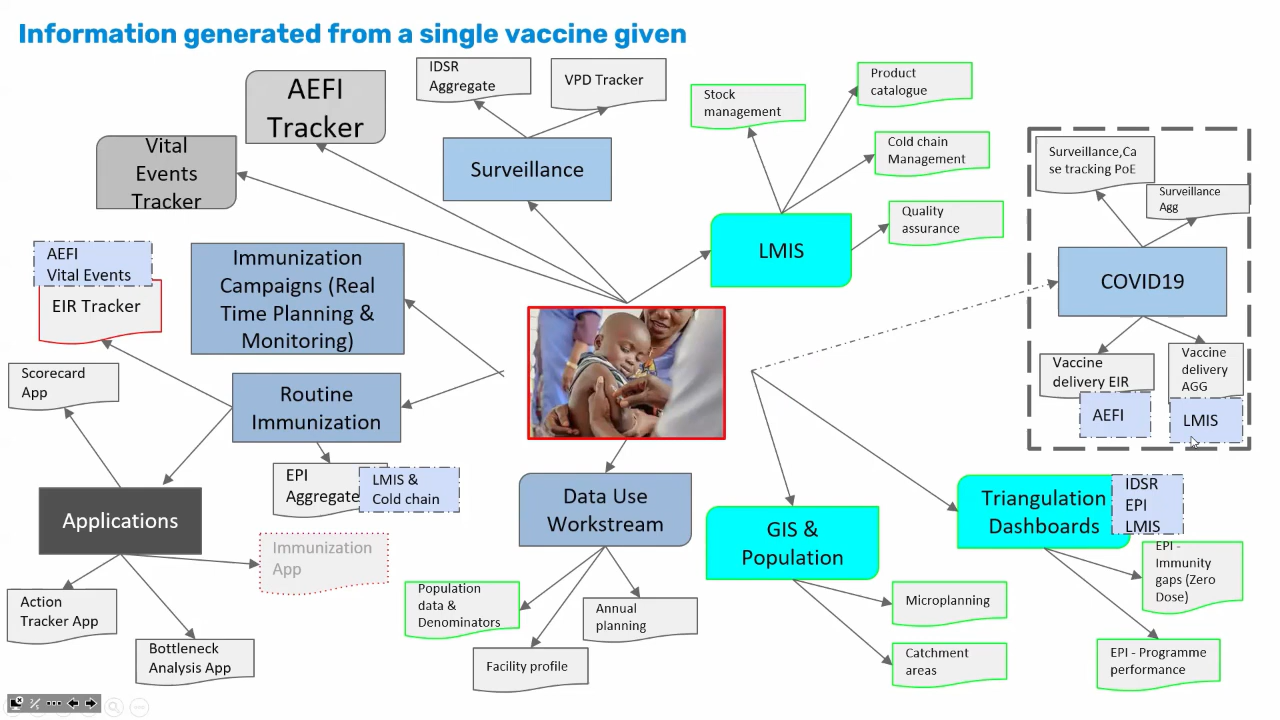 Information generated from a single vaccine given
AEFI
Tracker
IDSR
Aggregate
VPD Tracker
Surveillance
Vital
Events
Tracker
Stock
management
Product
catalogue
Cold chain
Management
Quality
assurance
LMIS
Surveillance,Ca
se tracking PoE
Surveillance
Agg
COVID19
Vaccine
delivery EIR
Vaccine
delivery
AGG
AEFI
LMIS
AEFI
Vital Events
EIR Tracker
Immunization
Campaigns (Real
Time Planning &
Monitoring)
Scorecard
App
Routine
Immunization
EPI
Aggregate
LMIS &
Cold chain
Applications
Immunization
App
Action
Tracker App
Bottleneck
Analysis App
Data Use
Workstream
Population
data &
Denominators
Annual
planning
Facility profile
GIS &
Population
Microplanning
Catchment
areas
Triangulation
Dashboards
IDSR
EPI
LMIS
EPI -
Immunity
gaps (Zero
Dose)
EPI - Programme
performance